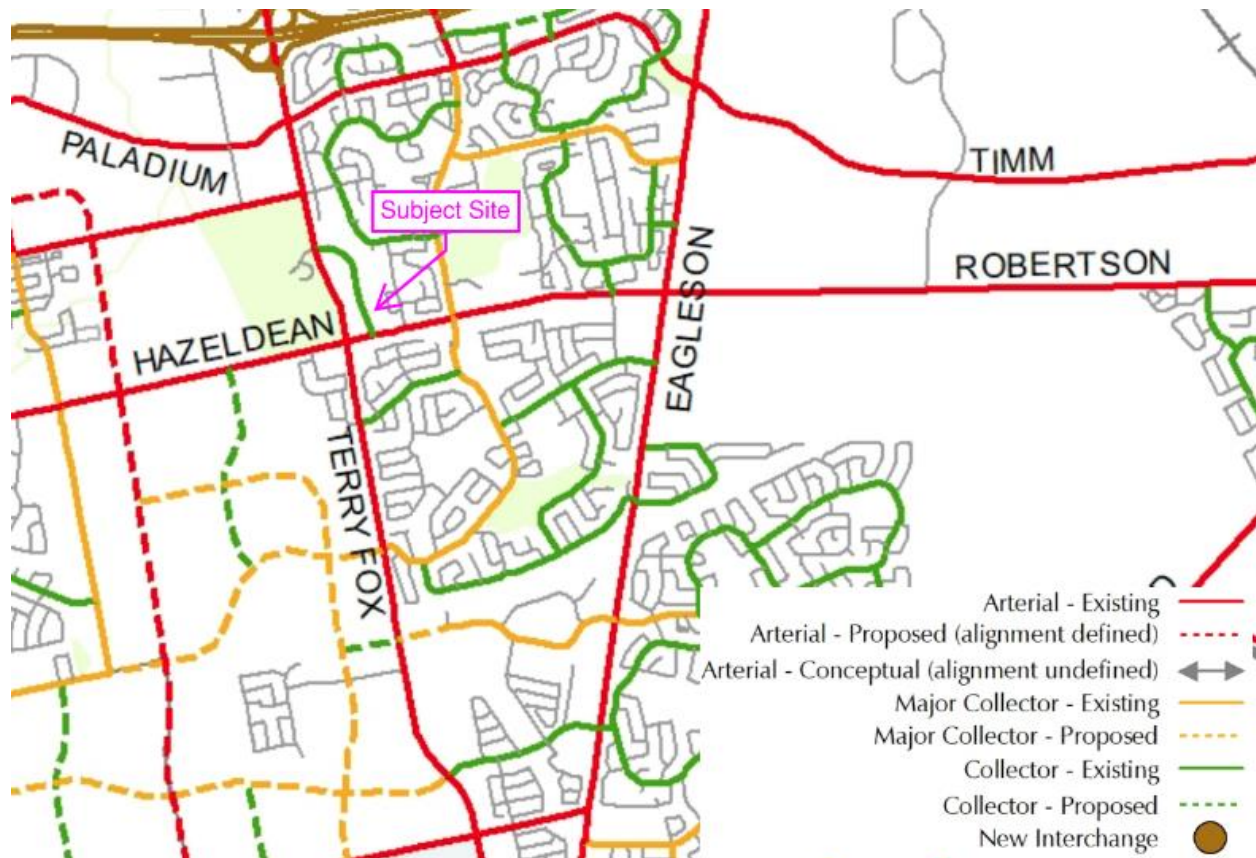 PALADIUM
TIMM
Subject Site
ROBERTSON
HAZELDEAN
EAGLESON
TERRY FOX
Arterial - Existing
Arterial - Proposed (alignment defined)
Arterial - Conceptual (alignment undefined)
Major Collector - Existing
Major Collector - Proposed
Collector - Existing
Collector - Proposed
New Interchange